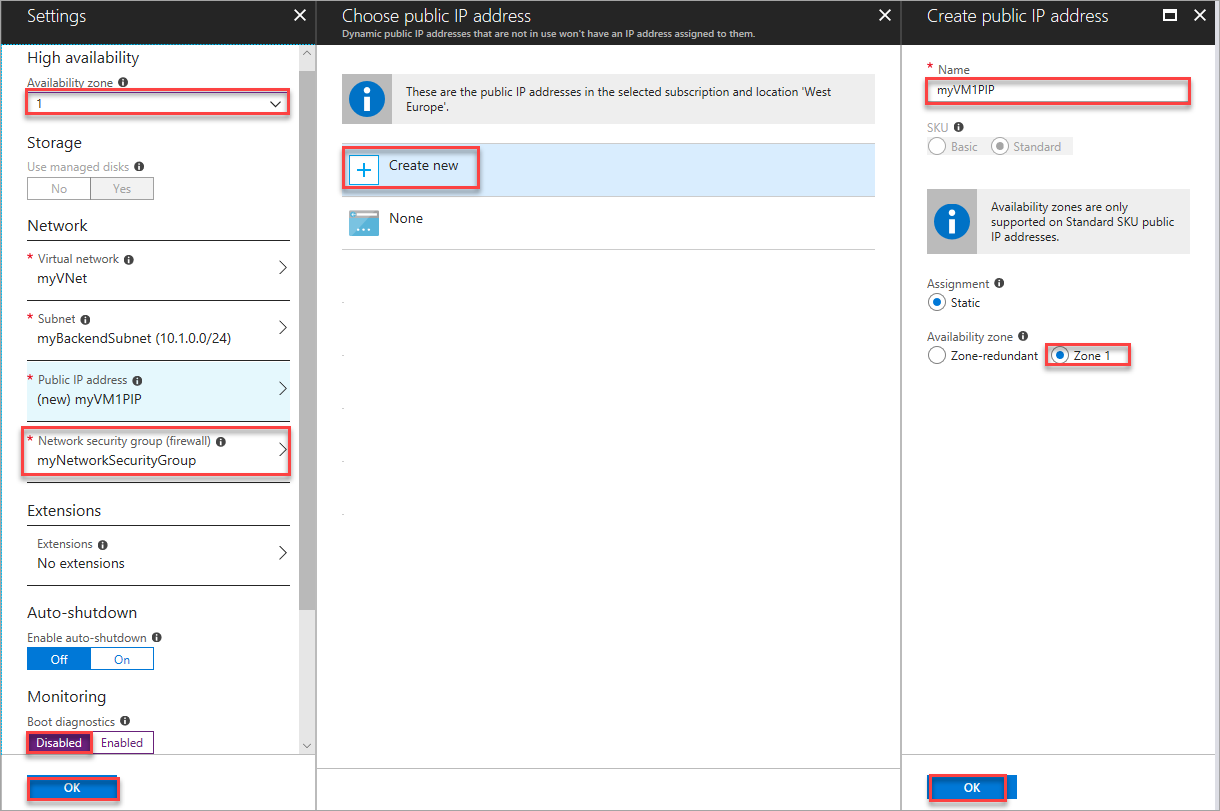 Settings
High availability
Availability zone
1
Storage
Use managed disks
No Yes
Network
* Virtual network
myVNet
* Subnet
myBackendSubnet (10.1.0.0/24)
* Public IP address
(new) myVM1PIP
* Network security group (firewall)
myNetworkSecurityGroup
Extensions
Extensions
No extensions
Auto-shutdown
Enable auto-shutdown
Off On
Monitoring
Boot diagnostics
Disabled Enabled
OK
Choose public IP address
Dynamic public IP addresses that are not in use won't have an IP address assigned to them.
These are the public IP addresses in the selected subscription and location 'West
Europe'.
Create new
None
Create public IP address
* Name
myVM1PIP
SKU
Basic Standard
Availability zones are only
supported on Standard SKU public
IP addresses.
Assignment
Static
Availability zone
Zone-redundant Zone 1
OK